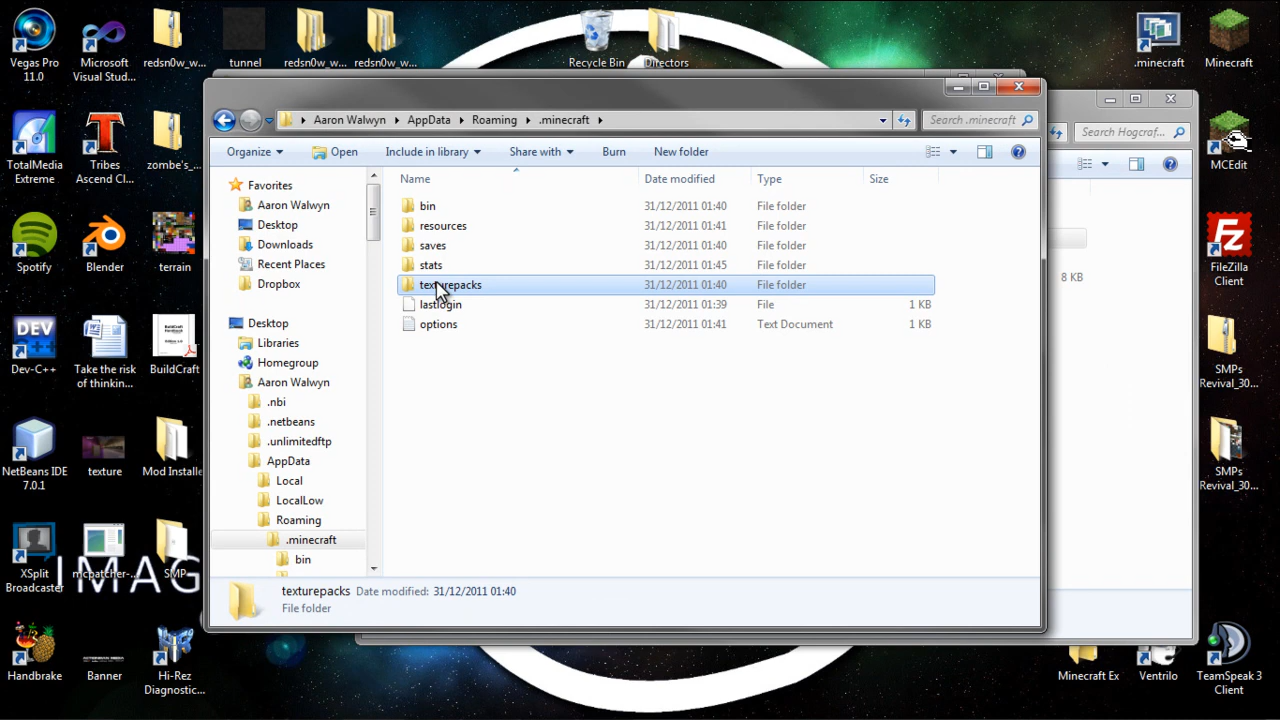 Vegas Pro 11.0
Microsoft Visual Stud...
redsn0w_w...
tunnel
redsn0w_w...
redsn0w_w...
Recycle Bin
Directors
.minecraft
Minecraft
Aaron Walwyn
AppData
Roaming
.minecraft
Search .minecraft
Search Hogcraf...
Organize
Open
Include in library
Share with
Burn
New folder
TotalMedia Extreme
Tribes Ascend Cl...
zombe's_...
MCEdit
Favorites
Aaron Walwyn
Desktop
Downloads
Recent Places
Dropbox
Desktop
Libraries
Homegroup
Aaron Walwyn
.nbi
.netbeans
.unlimitedftp
AppData
Local
LocalLow
Roaming
.minecraft
bin
Name
Date modified
Type
Size
bin
31/12/2011 01:40
File folder
resources
31/12/2011 01:41
File folder
saves
31/12/2011 01:40
File folder
stats
31/12/2011 01:45
File folder
texturepacks
31/12/2011 01:40
File folder
lastlogin
31/12/2011 01:39
File
1 KB
options
31/12/2011 01:41
Text Document
1 KB
8 KB
Spotify
Blender
terrain
FileZilla Client
DEV
Dev-C++
Take the risk of thinkin...
BuildCraft
SMPs Revival_30...
NetBeans IDE 7.0.1
texture
Mod Installe
SMPs Revival_30...
XSplit Broadcaster
mcpatcher-...
SMP
IMAG
texturepacks
Date modified: 31/12/2011 01:40
File folder
Handbrake
Banner
Hi-Rez Diagnostic...
Minecraft Ex
Ventrilo
TeamSpeak 3 Client